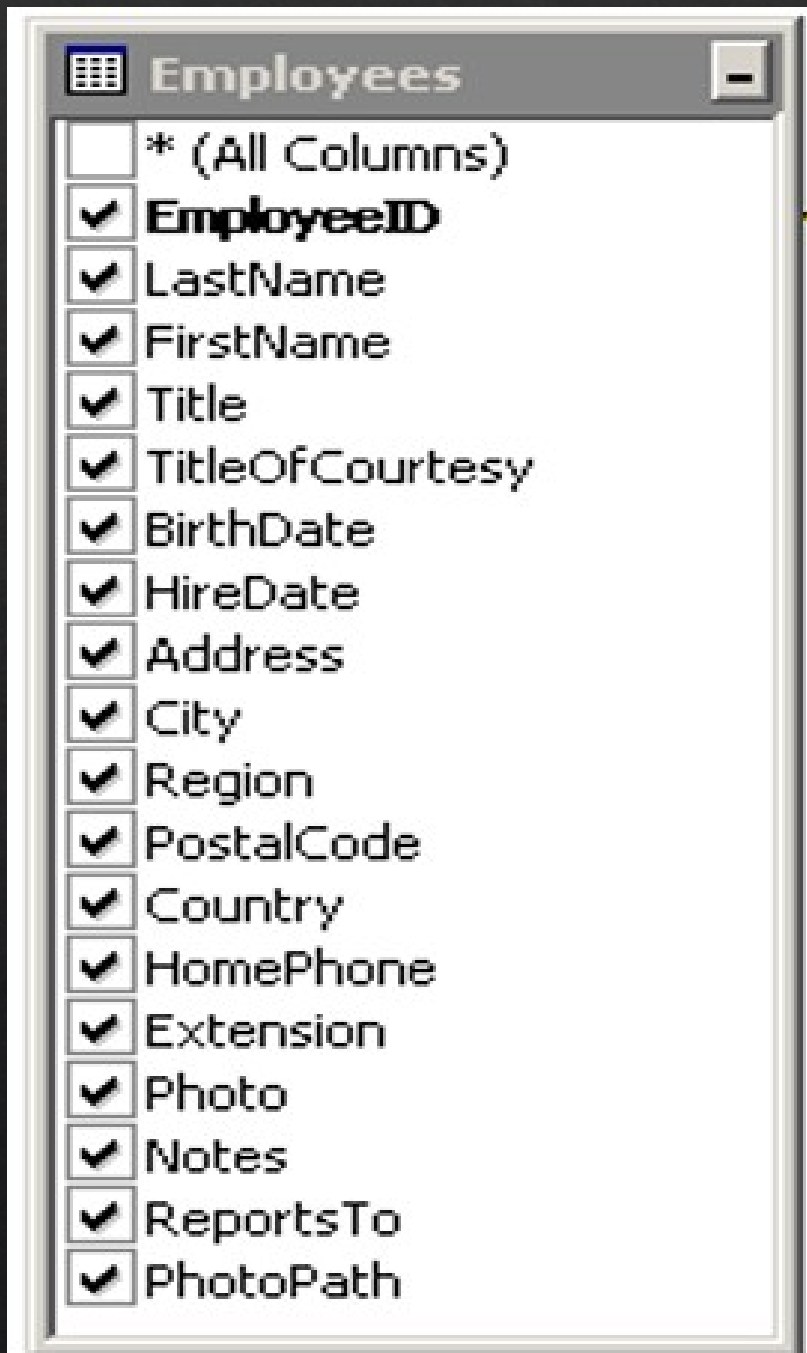 Employees
* (All Columns)
EmployeeID
LastName
FirstName
Title
TitleOfCourtesy
BirthDate
HireDate
Address
City
Region
PostalCode
Country
HomePhone
Extension
Photo
Notes
ReportsTo
PhotoPath